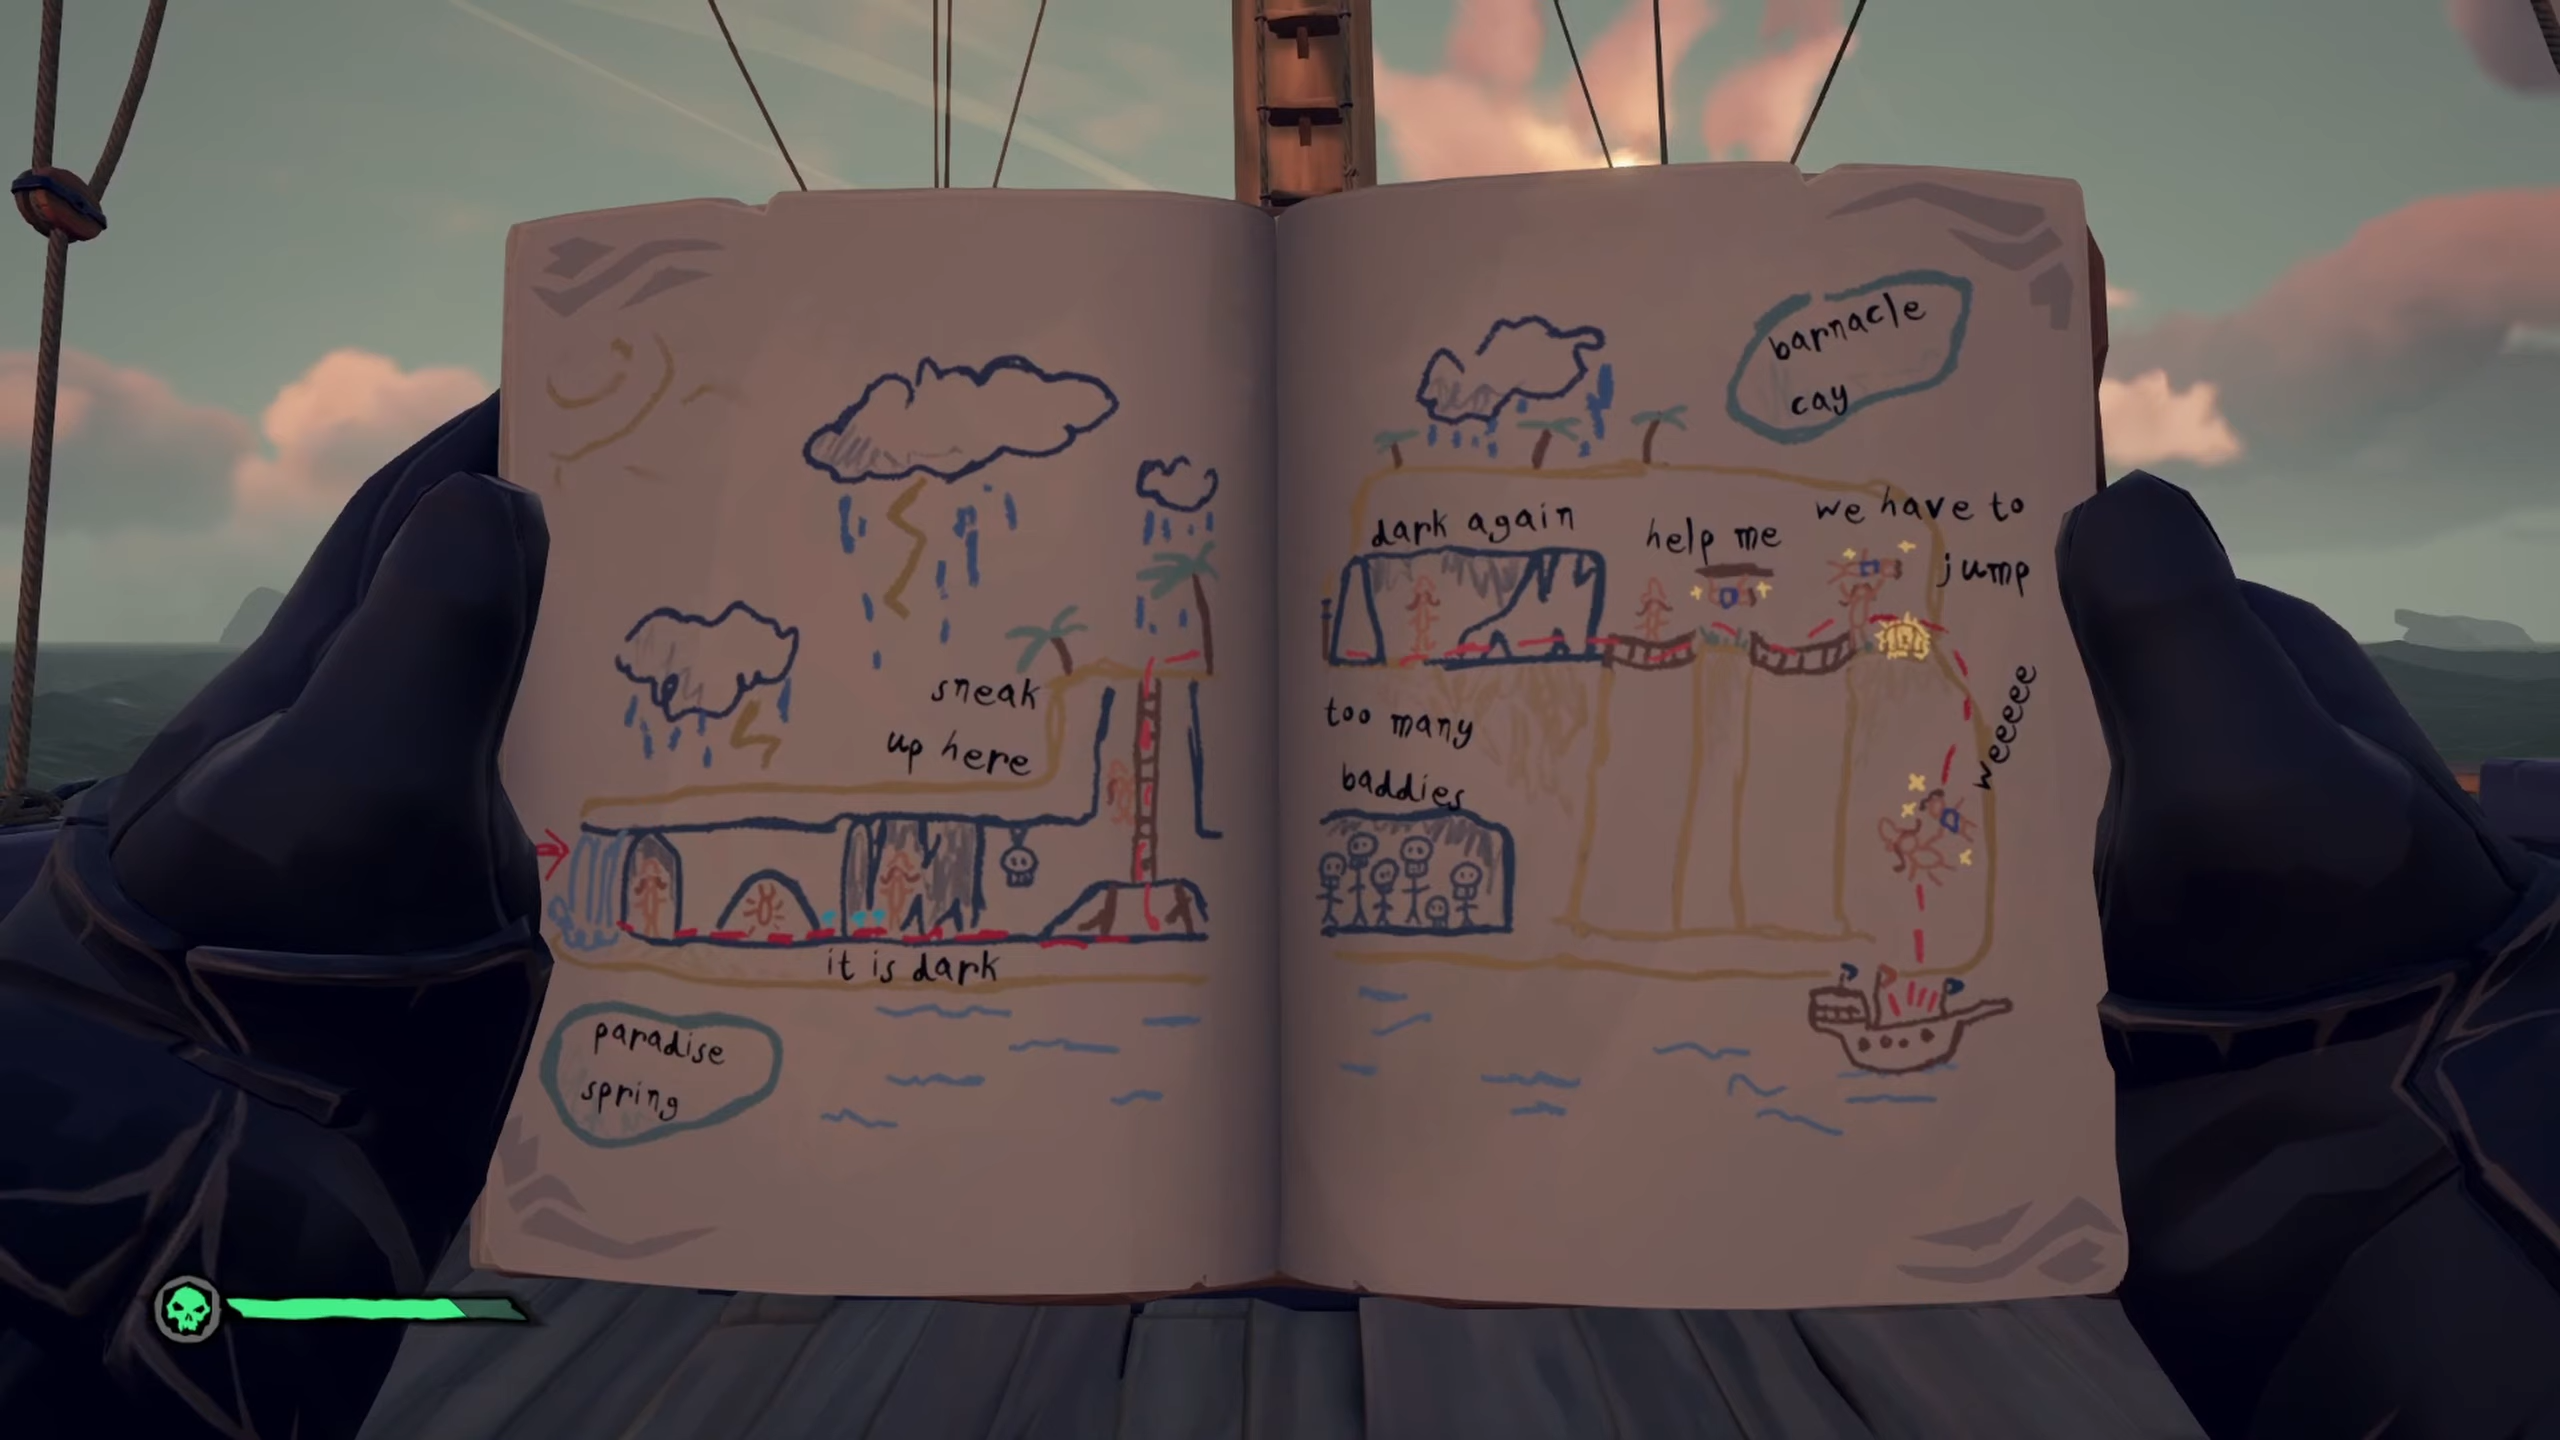 sneak
up here
it is dark
paradise
spring
barnacle
cay
dark again
help me
we have to
jump
too many
baddies
weeeee